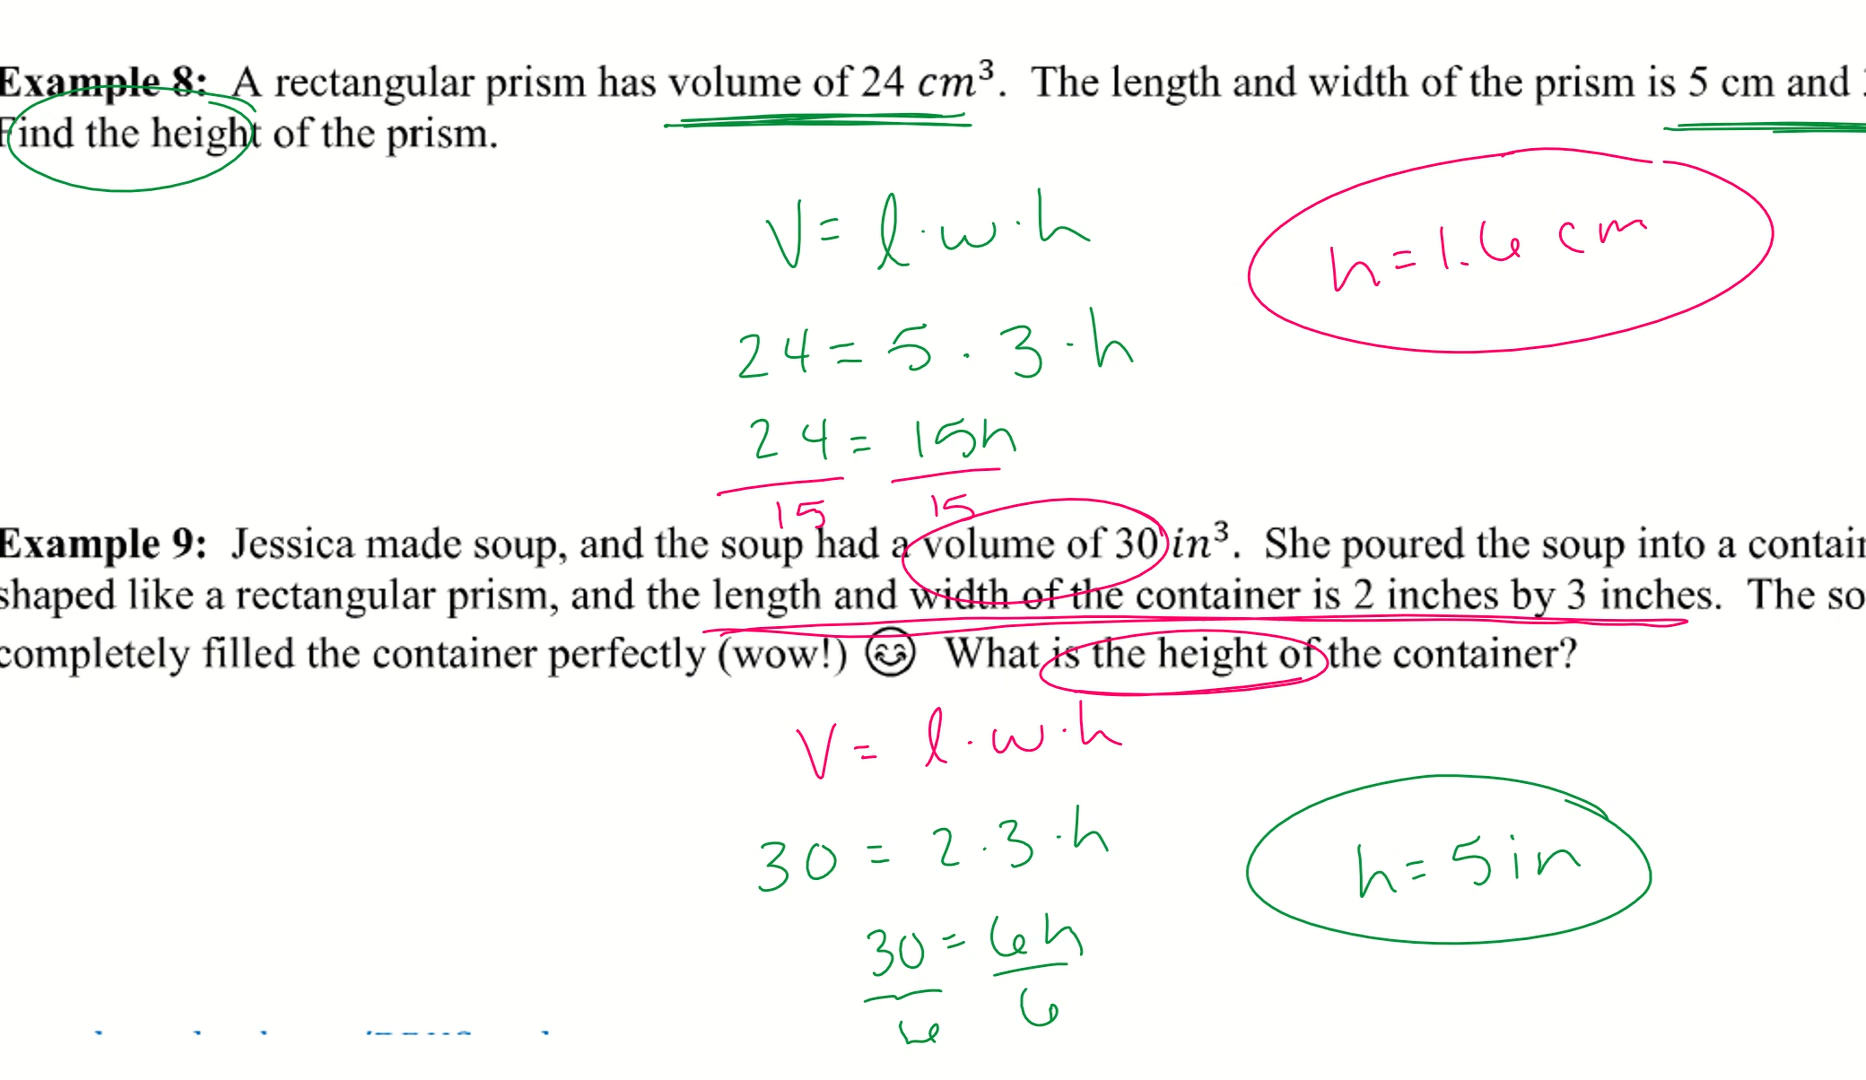 Example 8: A rectangular prism has volume of 24 cm³. The length and width of the prism is 5 cm and
Find the height of the prism.
V = l · w · h
h = 1.6 cm
24 = 5 · 3 · h
24 = 15h
15 15
Example 9: Jessica made soup, and the soup had a volume of 30 in³. She poured the soup into a contain
shaped like a rectangular prism, and the length and width of the container is 2 inches by 3 inches. The so
completely filled the container perfectly (wow!) 😊 What is the height of the container?
V = l · w · h
30 = 2 · 3 · h
h = 5 in
30 = 6h
6 6